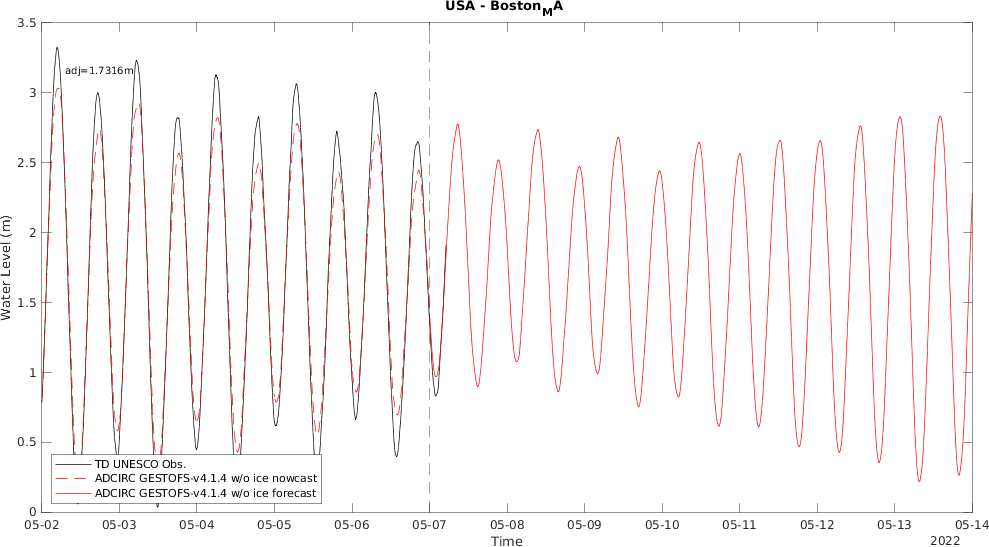 USA - Boston_MA
adj=1.7316m
3.5
3
2.5
2
1.5
1
0.5
0
Water Level (m)
TD UNESCO Obs.
ADCIRC GESTOFS-v4.1.4 w/o ice nowcast
ADCIRC GESTOFS-v4.1.4 w/o ice forecast
05-02 05-03 05-04 05-05 05-06 05-07 05-08 05-09 05-10 05-11 05-12 05-13 05-14
Time
2022